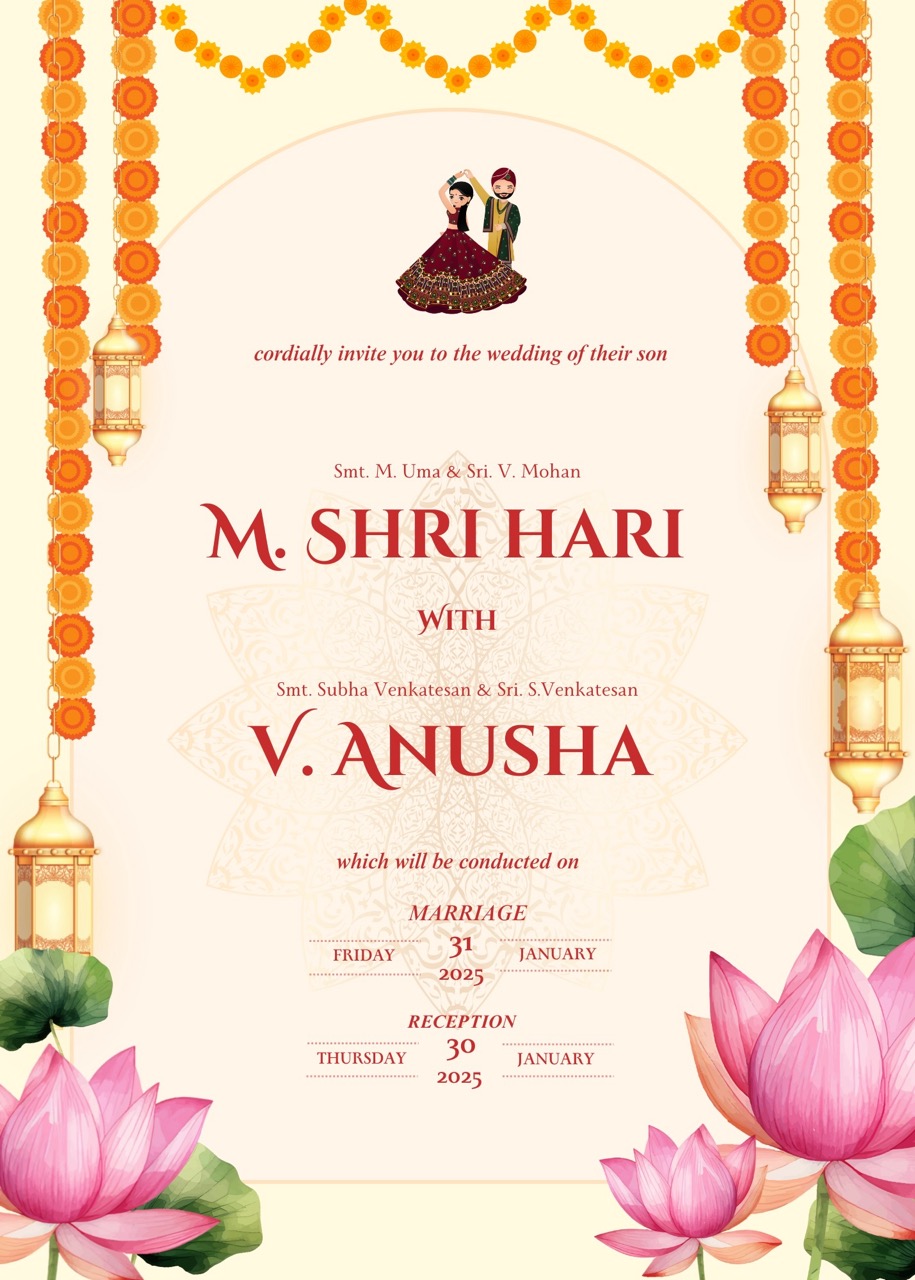 cordially invite you to the wedding of their son
Smt. M. Uma & Sri. V. Mohan
M. SHRI HARI
WITH
Smt. Subha Venkatesan & Sri. S.Venkatesan
V. ANUSHA
which will be conducted on
MARRIAGE
FRIDAY 31 JANUARY
2025
RECEPTION
THURSDAY 30 JANUARY
2025